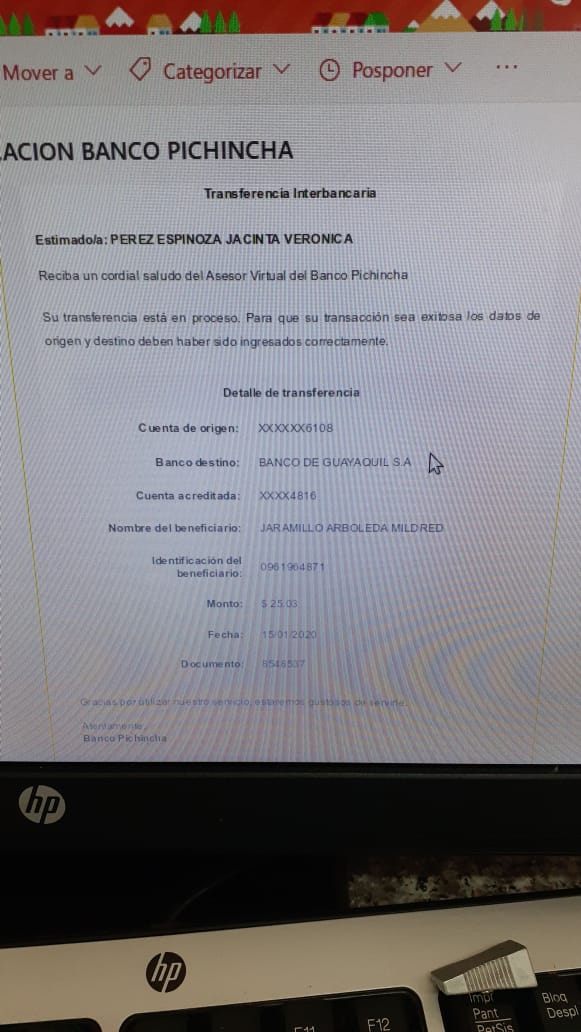 Mover a Categorizar Posponer ...
ACION BANCO PICHINCHA
Transferencia Interbancaria
Estimado/a: PEREZ ESPINOZA JACINTA VERONICA
Reciba un cordial saludo del Asesor Virtual del Banco Pichincha
Su transferencia está en proceso. Para que su transacción sea exitosa los datos de
origen y destino deben haber sido ingresados correctamente.
Detalle de transferencia
Cuenta de origen: XXXXXX6108
Banco destino: BANCO DE GUAYAQUIL S.A
Cuenta acreditada: XXXX4816
Nombre del beneficiario: JARAMILLO ARBOLEDA MILDRED
Identificación del
beneficiario: 0961964871
Monto: $ 25.03
Fecha: 15/01/2020
Documento:
Gracias por utilizar nuestro servicio, estaremos gustosos de servirle.
Atentamente,
Banco Pichincha
hp
hp
F11 F12
Impr
Pant
PetSis
Bloq
Despl